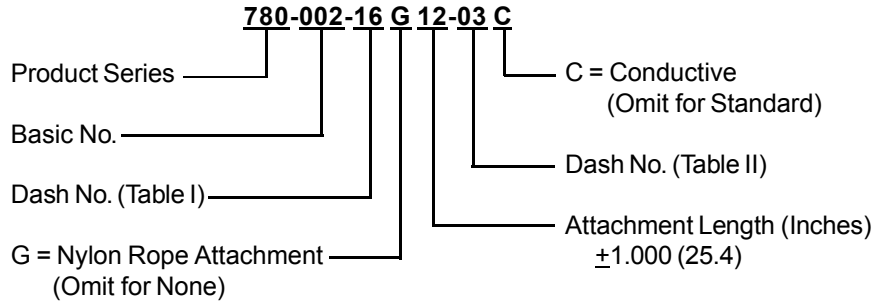 780-002-16 G 12-03 C
Product Series
C = Conductive
(Omit for Standard)
Basic No.
Dash No. (Table II)
Dash No. (Table I)
Attachment Length (Inches)
±1.000 (25.4)
G = Nylon Rope Attachment
(Omit for None)